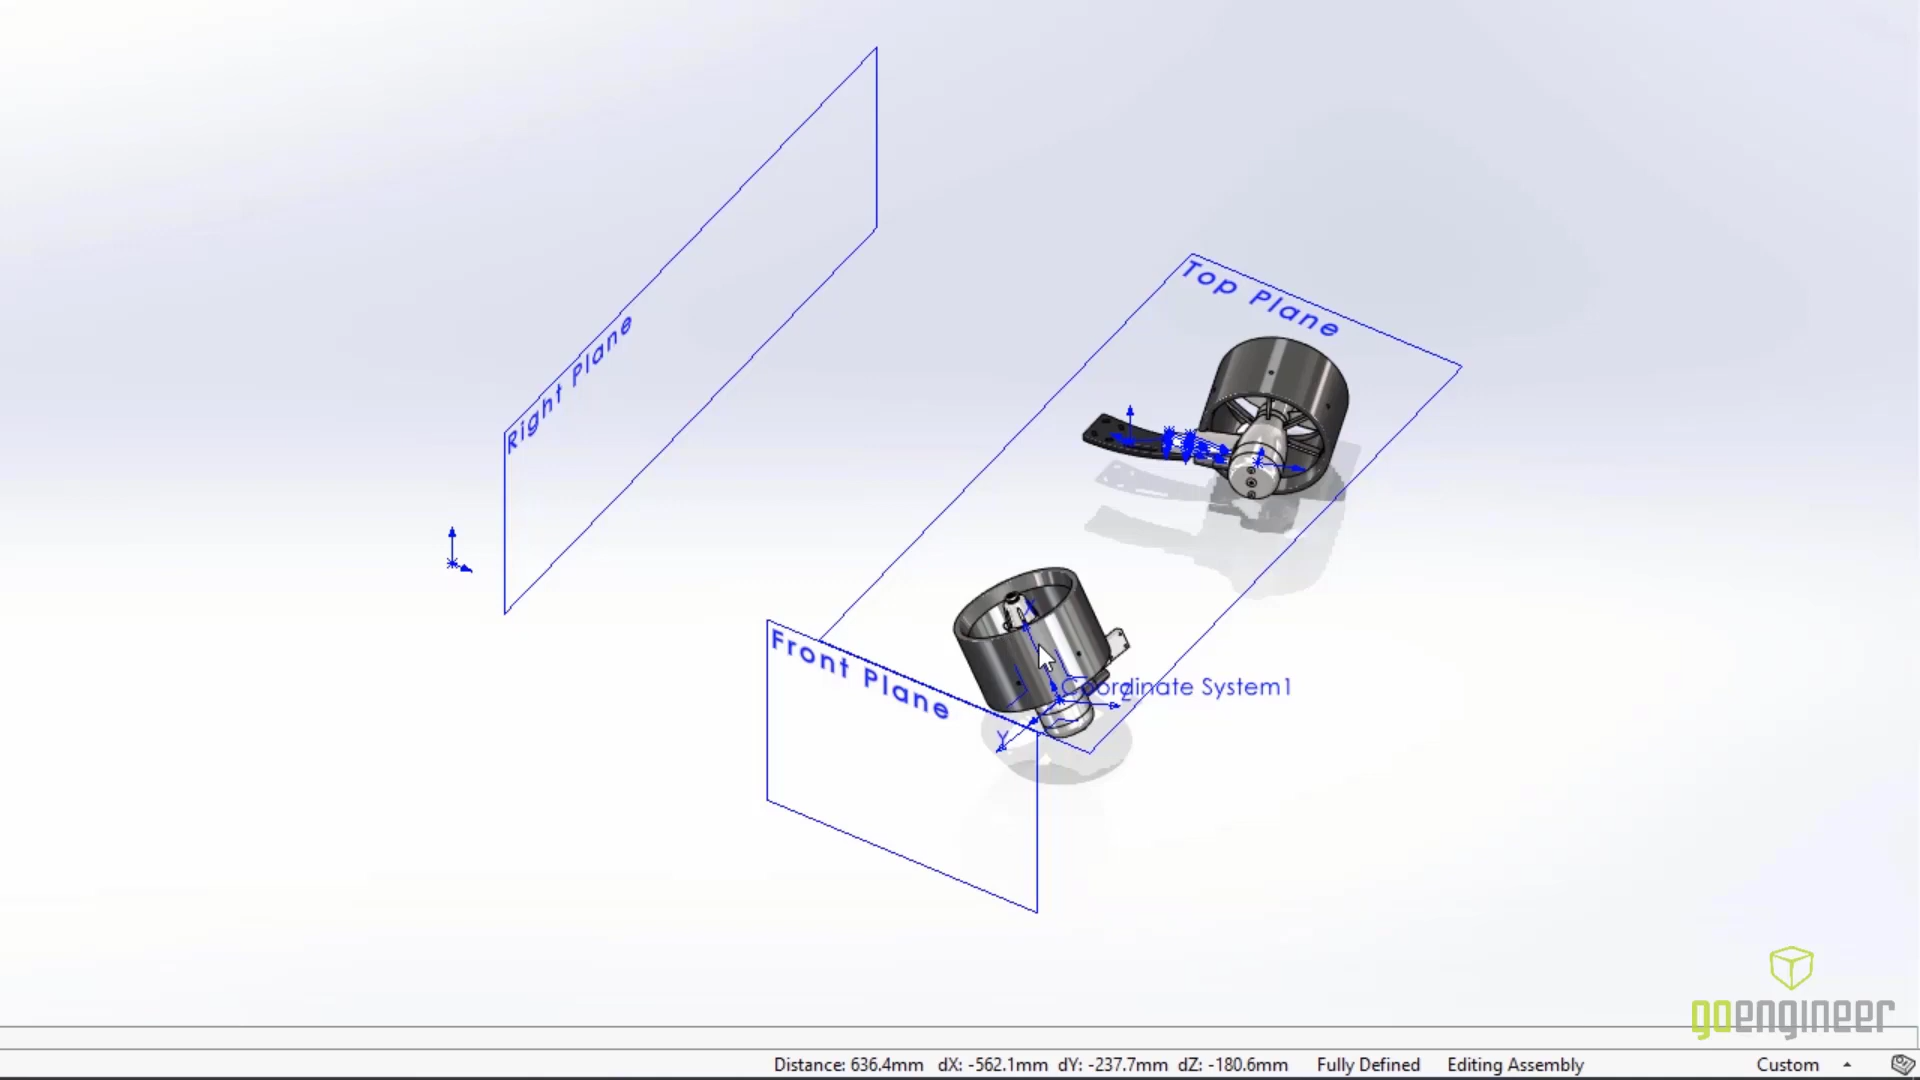 Top Plane
Right Plane
Front Plane
Coordinate System1
Z
Y
goengineer
Distance: 636.4mm dX: -562.1mm dY: -237.7mm dZ: -180.6mm Fully Defined Editing Assembly Custom